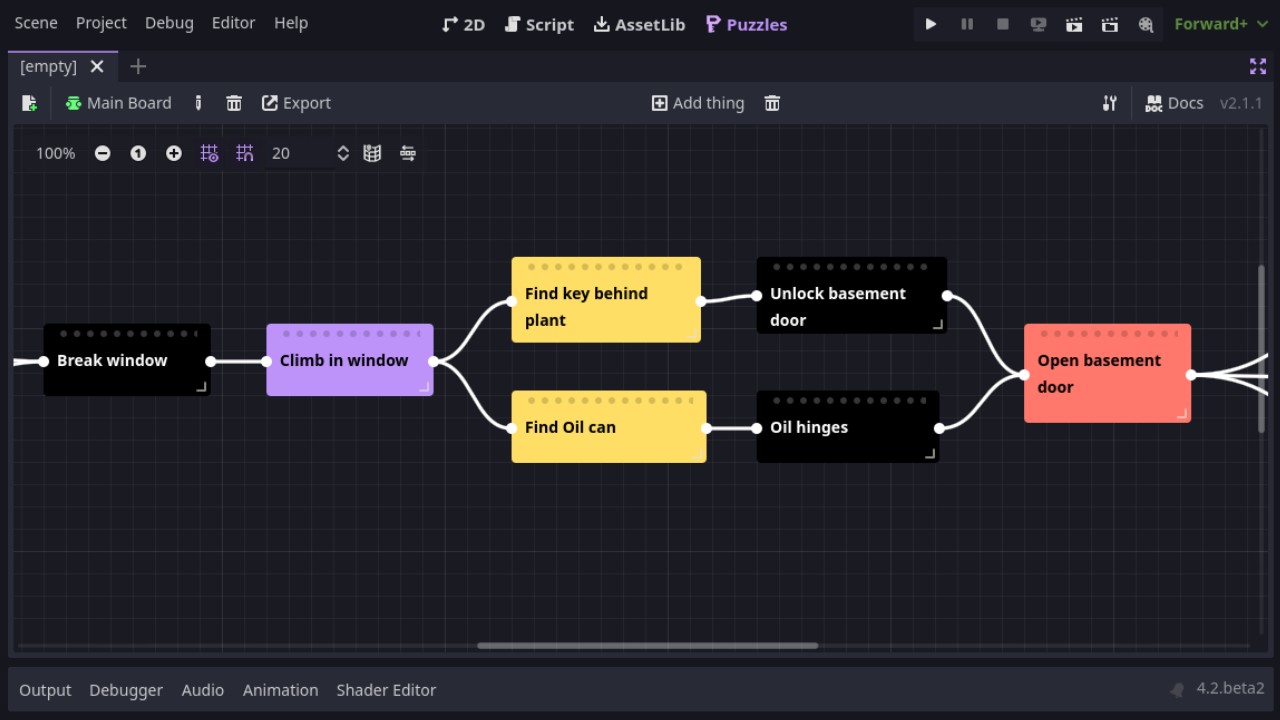 Scene Project Debug Editor Help 2D Script AssetLib Puzzles Forward+
[empty]
Main Board Export Add thing Docs v2.1.1
100% 1 20
Find key behind
plant
Unlock basement
door
Break window
Climb in window
Open basement
door
Find Oil can
Oil hinges
Output Debugger Audio Animation Shader Editor 4.2.beta2